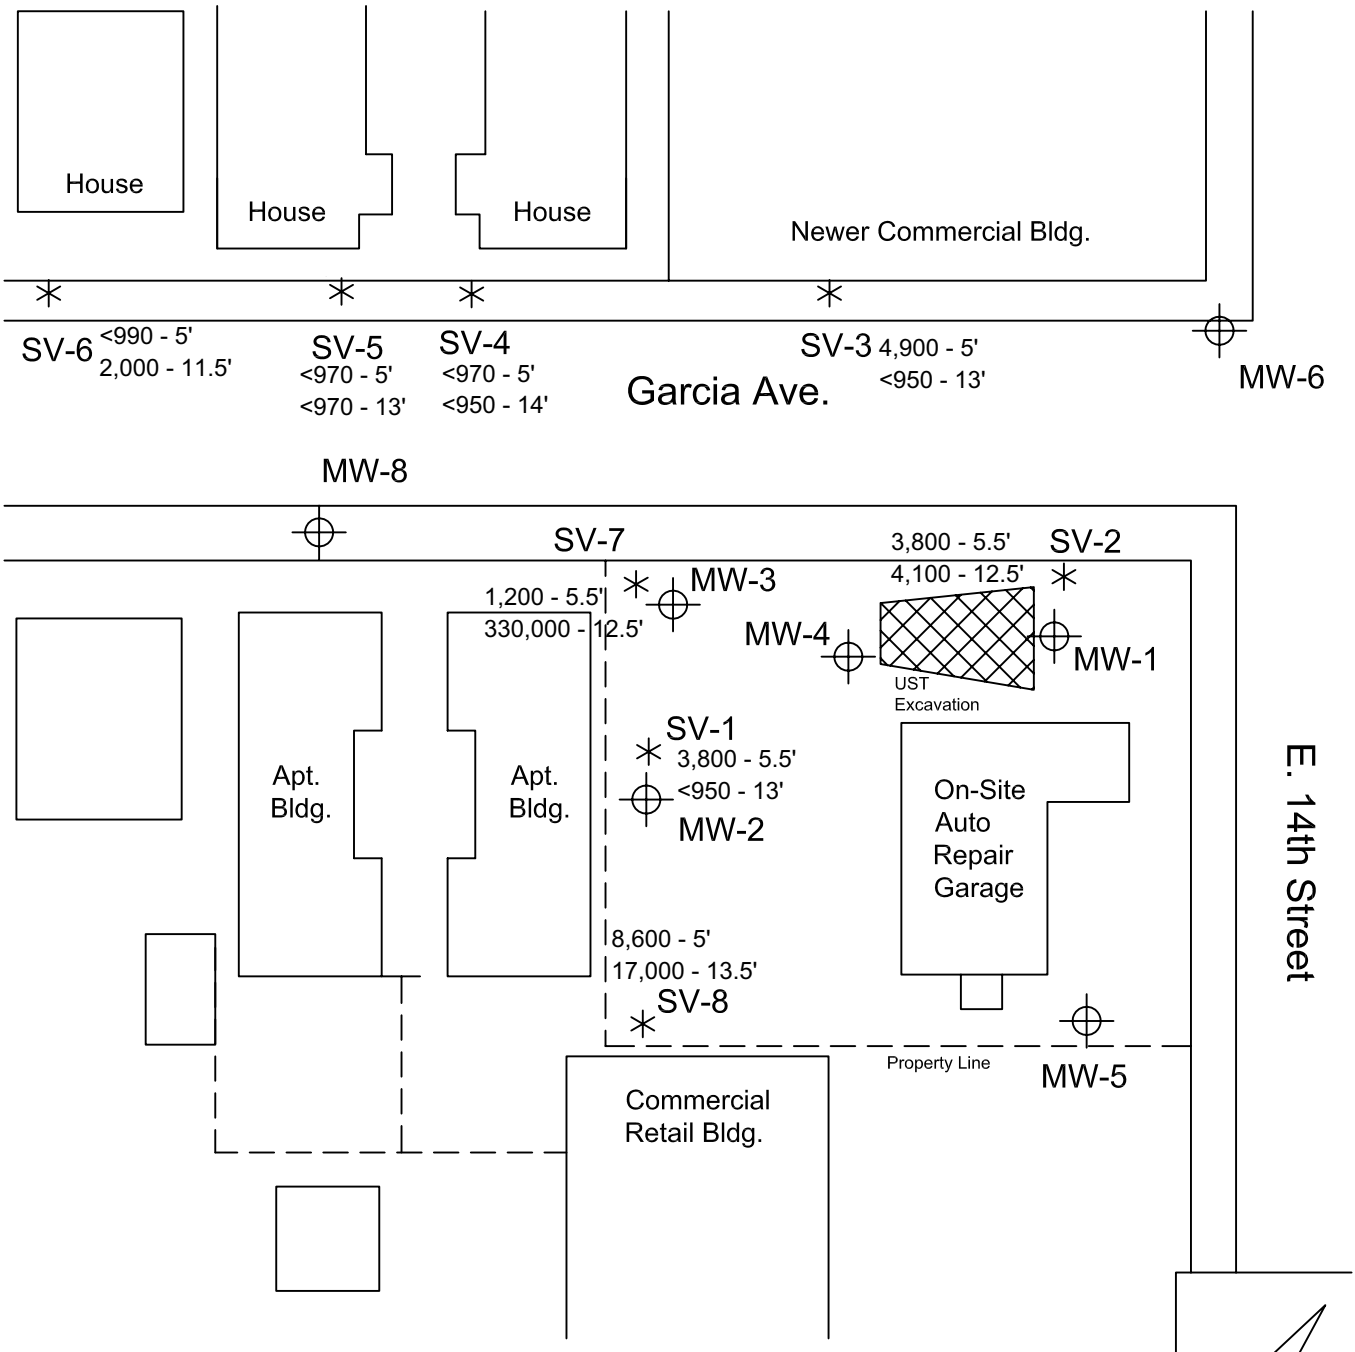 House
House
House
Newer Commercial Bldg.
SV-6
<990 - 5'
2,000 - 11.5'
SV-5
<970 - 5'
<970 - 13'
SV-4
<970 - 5'
<950 - 14'
SV-3
4,900 - 5'
<950 - 13'
MW-6
Garcia Ave.
MW-8
SV-7
1,200 - 5.5'
330,000 - 12.5'
MW-3
3,800 - 5.5'
4,100 - 12.5'
SV-2
MW-4
MW-1
UST
Excavation
SV-1
3,800 - 5.5'
<950 - 13'
MW-2
Apt.
Bldg.
Apt.
Bldg.
On-Site
Auto
Repair
Garage
E. 14th Street
8,600 - 5'
17,000 - 13.5'
SV-8
Property Line
MW-5
Commercial
Retail Bldg.